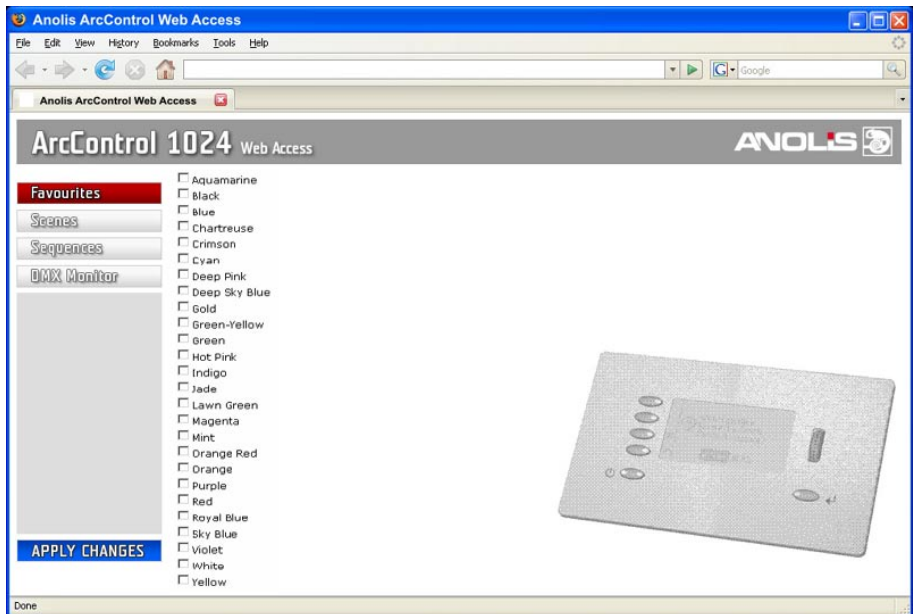 Anolis ArcControl Web Access
File Edit View History Bookmarks Tools Help
G Google
Anolis ArcControl Web Access
ArcControl 1024 Web Access
ANOLiS
Favourites
Scenes
Sequences
DMX Monitor
APPLY CHANGES
Aquamarine
Black
Blue
Chartreuse
Crimson
Cyan
Deep Pink
Deep Sky Blue
Gold
Green-Yellow
Green
Hot Pink
Indigo
Jade
Lawn Green
Magenta
Mint
Orange Red
Orange
Purple
Red
Royal Blue
Sky Blue
Violet
White
Yellow
Done